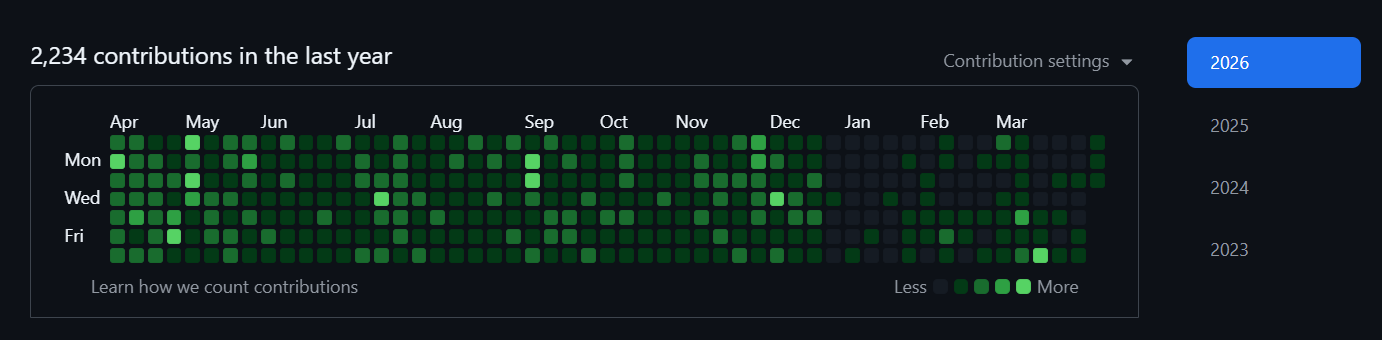 2,234 contributions in the last year
Contribution settings
2026
2025
2024
2023
Apr May Jun Jul Aug Sep Oct Nov Dec Jan Feb Mar
Mon
Wed
Fri
Learn how we count contributions
Less More